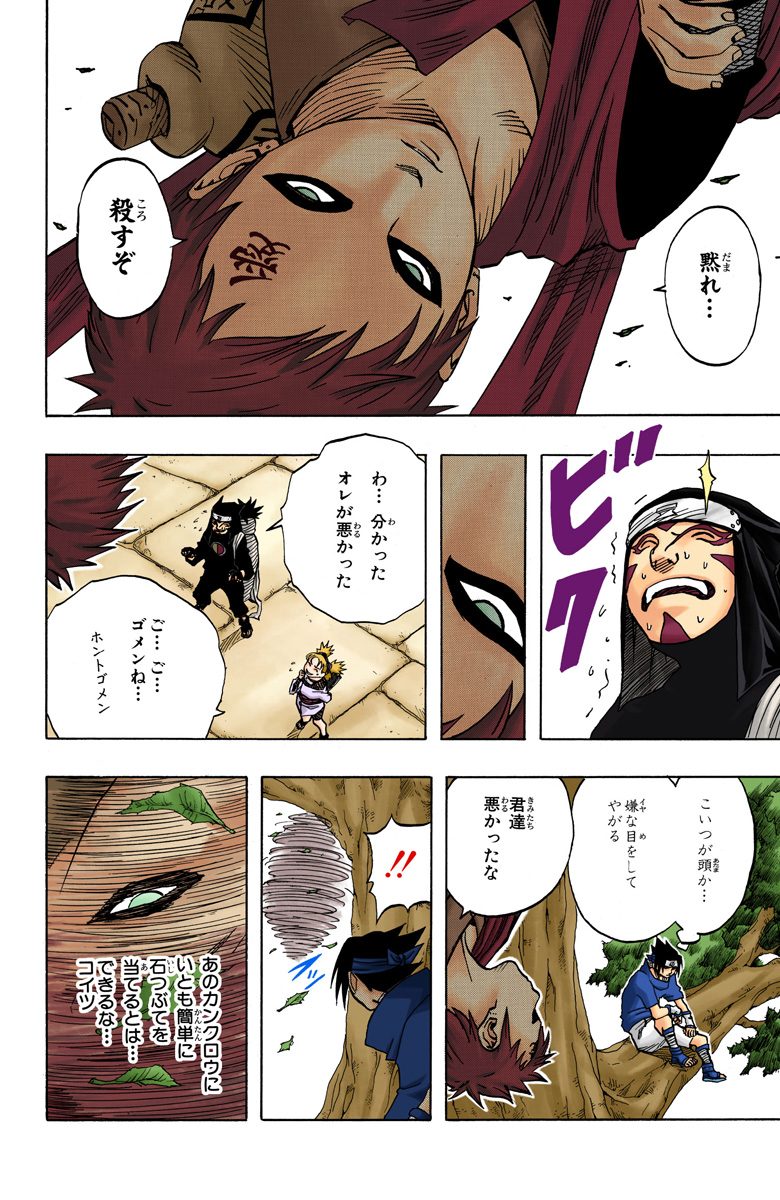 黙れ…
殺すぞ
ビクッ
わ…分かった
オレが悪かった
ご…ご…
ゴメンね…
ホントゴメン
こいつが頭か…
嫌な目をして
やがる
君達
悪かったな
!!
ズッ
あのカンクロウに
いとも簡単に
石つぶてを
当てるとは…
できるな…
コイツ